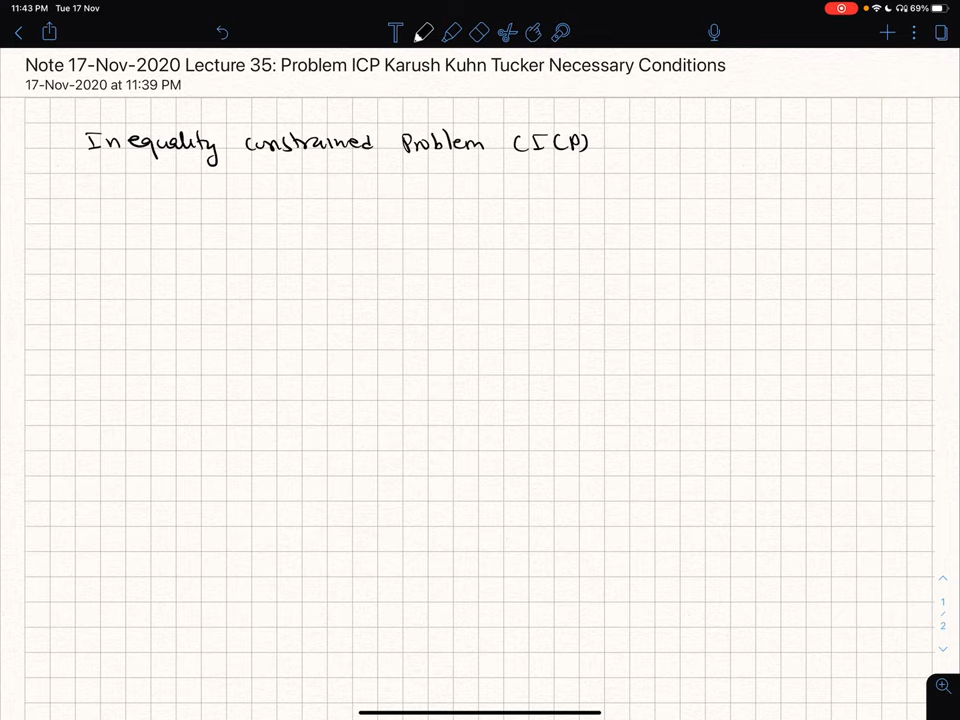 11:43 PM Tue 17 Nov 69%
Note 17-Nov-2020 Lecture 35: Problem ICP Karush Kuhn Tucker Necessary Conditions
17-Nov-2020 at 11:39 PM
Inequality constrained Problem (ICP)
1
2